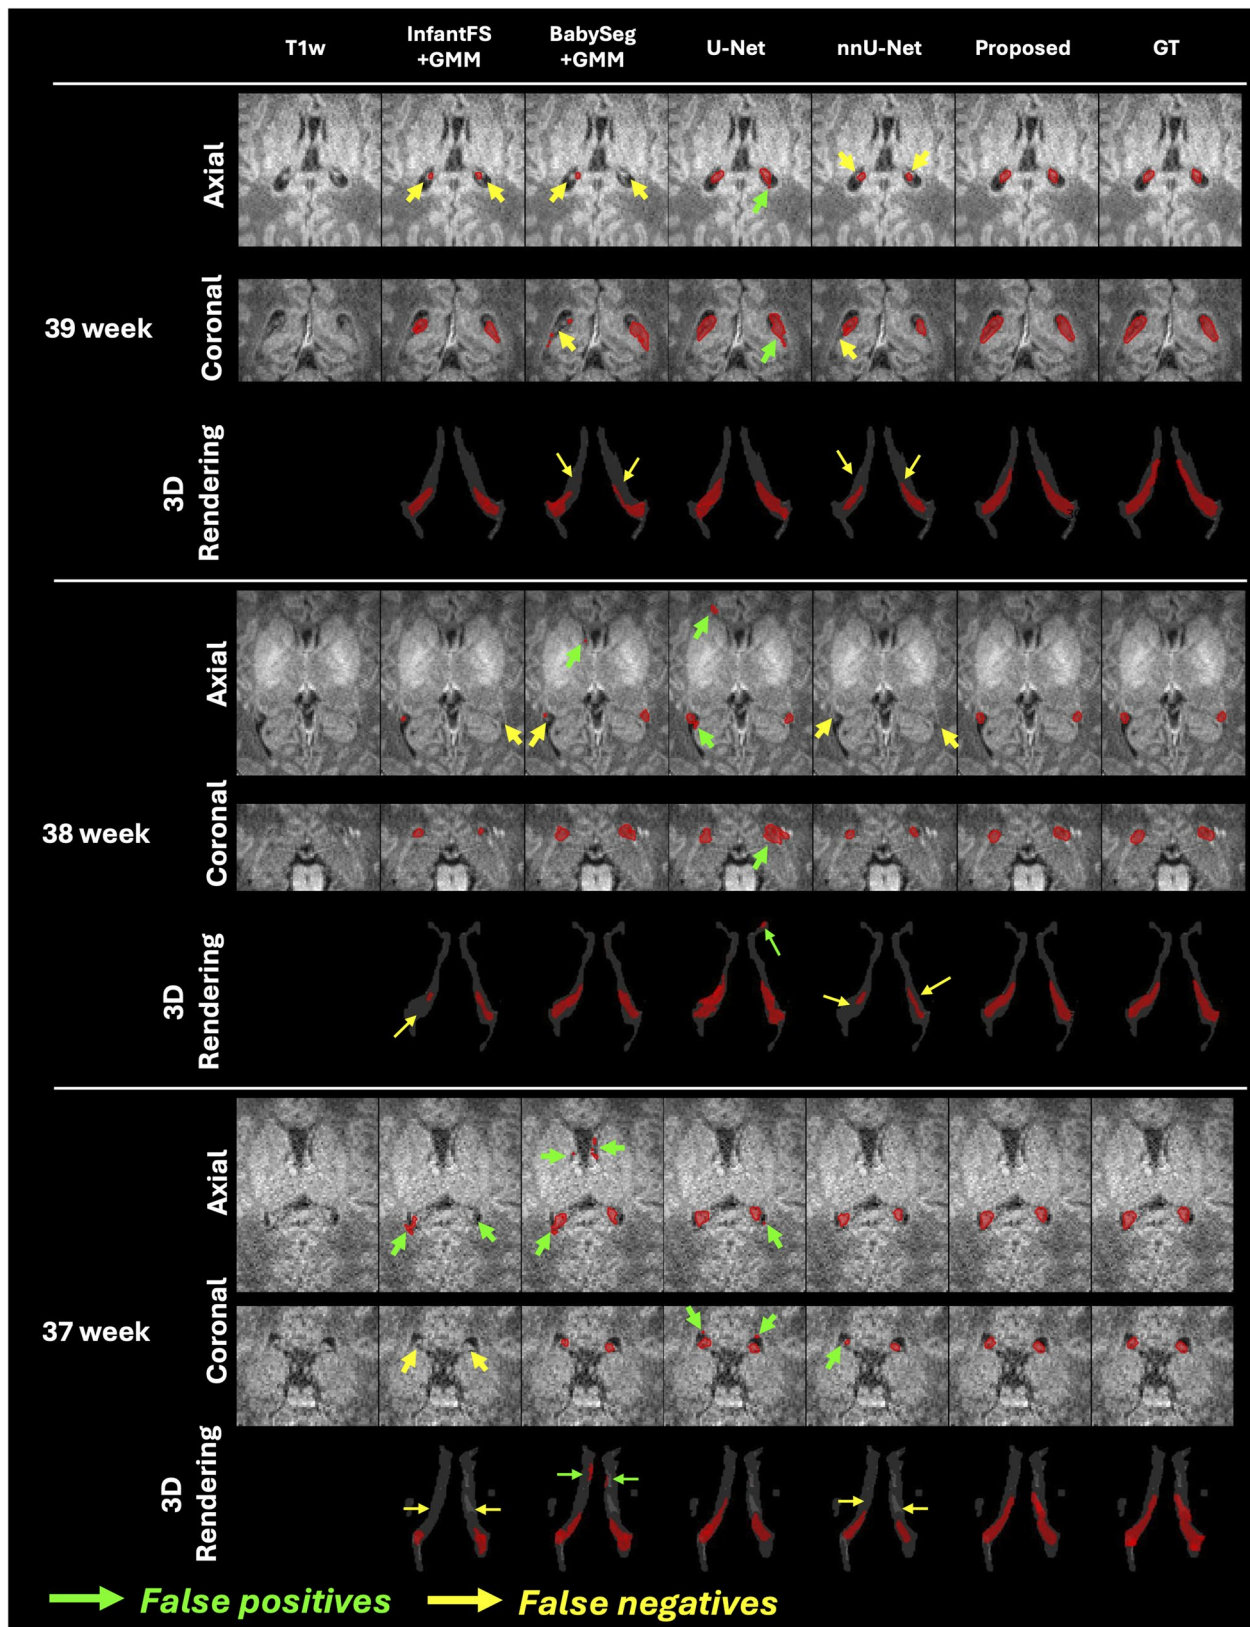 T1w
InfantFS
+GMM
BabySeg
+GMM
U-Net
nnU-Net
Proposed
GT
39 week
Axial
Coronal
3D
Rendering
38 week
Axial
Coronal
3D
Rendering
37 week
Axial
Coronal
3D
Rendering
False positives
False negatives